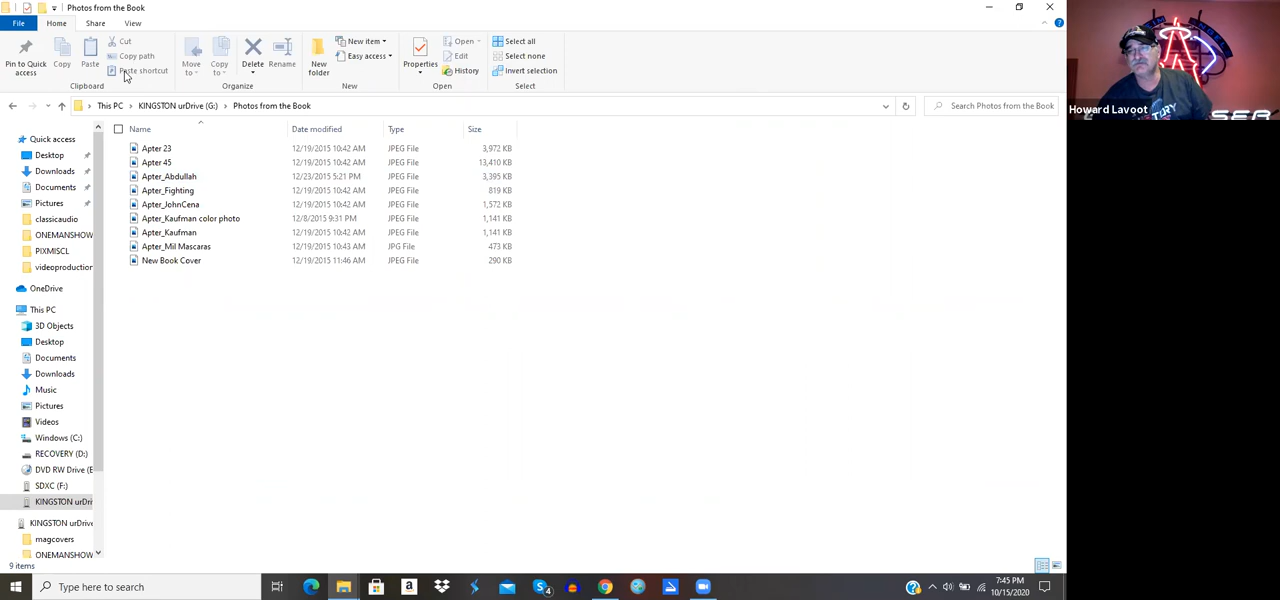 Photos from the Book
File Home Share View
Pin to Quick access Copy Paste Cut Copy path Paste shortcut Move to Copy to Delete Rename New folder New item Easy access Properties Open Edit History Select all Select none Invert selection
Clipboard Organize New Open Select
This PC KINGSTON urDrive (G:) Photos from the Book Search Photos from the Book
Name Date modified Type Size
Apter 23 12/19/2015 10:42 AM JPEG File 3,972 KB
Apter 45 12/19/2015 10:42 AM JPEG File 13,410 KB
Apter_Abdullah 12/23/2015 5:21 PM JPEG File 3,395 KB
Apter_Fighting 12/19/2015 10:42 AM JPEG File 819 KB
Apter_JohnCena 12/19/2015 10:42 AM JPEG File 1,572 KB
Apter_Kaufman color photo 12/8/2015 9:31 PM JPEG File 1,141 KB
Apter_Kaufman 12/19/2015 10:42 AM JPEG File 1,141 KB
Apter_Mil Mascaras 12/19/2015 10:43 AM JPG File 473 KB
New Book Cover 12/19/2015 11:46 AM JPEG File 290 KB
Quick access
Desktop
Downloads
Documents
Pictures
classicaudio
ONEMANSHOW
PIXMISCL
videoproduction
OneDrive
This PC
3D Objects
Desktop
Documents
Downloads
Music
Pictures
Videos
Windows (C:)
RECOVERY (D:)
DVD RW Drive (E
SDXC (F:)
KINGSTON urDri
KINGSTON urDrive
magcovers
ONEMANSHOW
9 items
Type here to search
4
7:45 PM
10/15/2020
Howard Lavoot